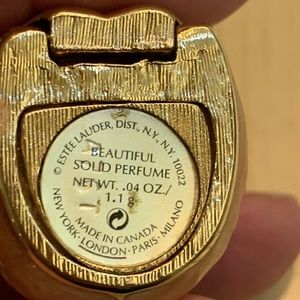 © ESTÉE LAUDER, DIST, N.Y., N.Y. 10022
BEAUTIFUL
SOLID PERFUME
NET WT. .04 OZ./
1.1 g
MADE IN CANADA
NEW YORK·LONDON·PARIS·MILANO